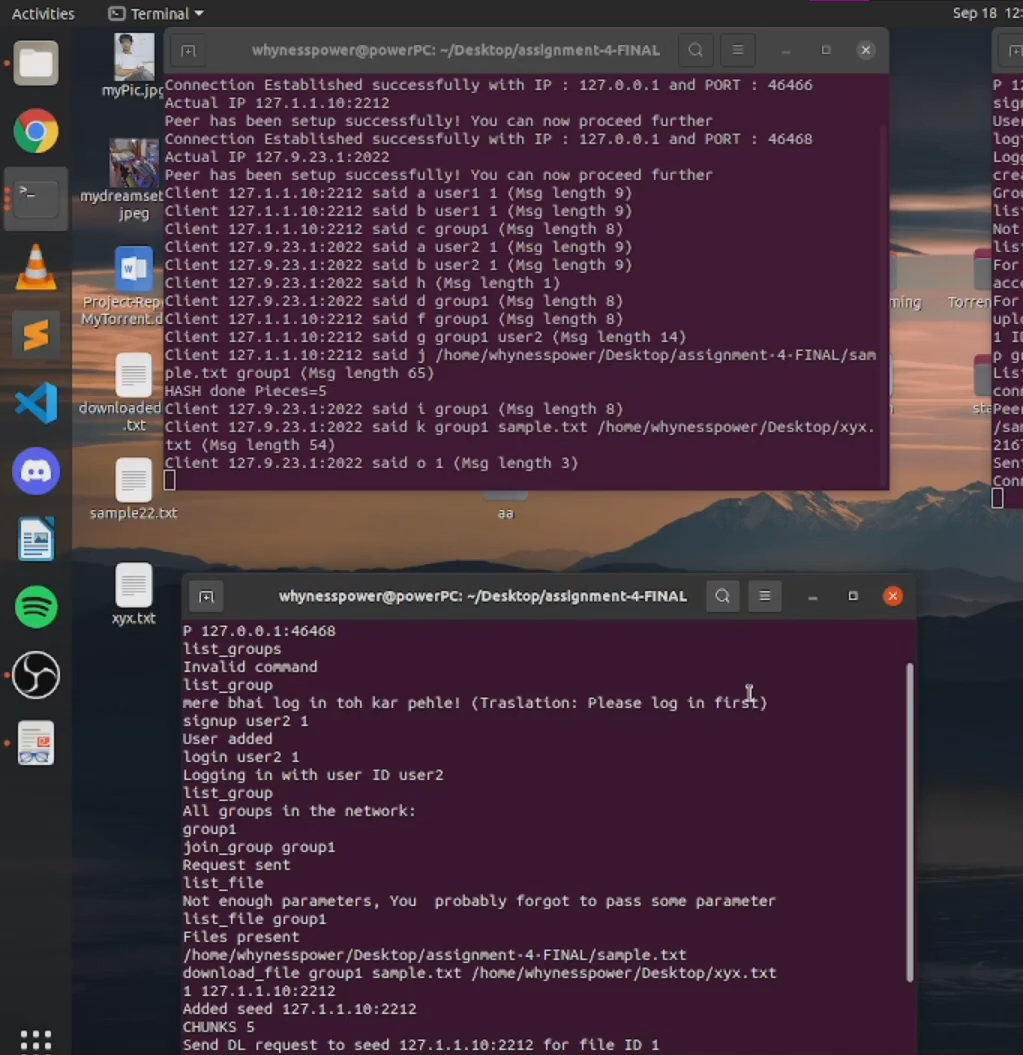 Activities
Terminal
Sep 18 12:
myPic.jpg
mydreamset
jpeg
Project-Rep
MyTorrent.d
downloaded
.txt
sample22.txt
xyx.txt
aa
ming
Torren
whynesspower@powerPC: ~/Desktop/assignment-4-FINAL
Connection Established successfully with IP : 127.0.0.1 and PORT : 46466
Actual IP 127.1.1.10:2212
Peer has been setup successfully! You can now proceed further
Connection Established successfully with IP : 127.0.0.1 and PORT : 46468
Actual IP 127.9.23.1:2022
Peer has been setup successfully! You can now proceed further
Client 127.1.1.10:2212 said a user1 1 (Msg length 9)
Client 127.1.1.10:2212 said b user1 1 (Msg length 9)
Client 127.1.1.10:2212 said c group1 (Msg length 8)
Client 127.9.23.1:2022 said a user2 1 (Msg length 9)
Client 127.9.23.1:2022 said b user2 1 (Msg length 9)
Client 127.9.23.1:2022 said h (Msg length 1)
Client 127.9.23.1:2022 said d group1 (Msg length 8)
Client 127.1.1.10:2212 said f group1 (Msg length 8)
Client 127.1.1.10:2212 said g group1 user2 (Msg length 14)
Client 127.1.1.10:2212 said j /home/whynesspower/Desktop/assignment-4-FINAL/sam
ple.txt group1 (Msg length 65)
HASH done Pieces=5
Client 127.9.23.1:2022 said i group1 (Msg length 8)
Client 127.9.23.1:2022 said k group1 sample.txt /home/whynesspower/Desktop/xyx.
txt (Msg length 54)
Client 127.9.23.1:2022 said o 1 (Msg length 3)
P 12
sign
User
log
Logg
crea
Grou
list
Not
list
For
acce
For
uplo
1 ID
p gr
List
conn
Peer
/sam
216
Sent
Conn
whynesspower@powerPC: ~/Desktop/assignment-4-FINAL
P 127.0.0.1:46468
list_groups
Invalid command
list_group
mere bhai log in toh kar pehle! (Traslation: Please log in first)
signup user2 1
User added
login user2 1
Logging in with user ID user2
list_group
All groups in the network:
group1
join_group group1
Request sent
list_file
Not enough parameters, You  probably forgot to pass some parameter
list_file group1
Files present
/home/whynesspower/Desktop/assignment-4-FINAL/sample.txt
download_file group1 sample.txt /home/whynesspower/Desktop/xyx.txt
1 127.1.1.10:2212
Added seed 127.1.1.10:2212
CHUNKS 5
Send DL request to seed 127.1.1.10:2212 for file ID 1